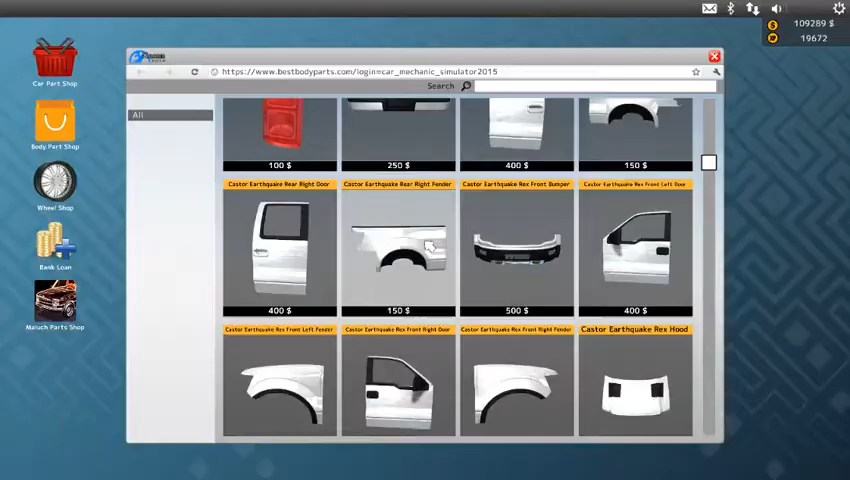 109289 $
19672
https://www.bestbodyparts.com/login=car_mechanic_simulator2015
Search
All
Car Part Shop
Body Part Shop
Wheel Shop
Bank Loan
Maluch Parts Shop
100 $
250 $
400 $
150 $
Castor Earthquake Rear Right Door
Castor Earthquake Rear Right Fender
Castor Earthquake Rex Front Bumper
Castor Earthquake Rex Front Left Door
400 $
150 $
500 $
400 $
Castor Earthquake Rex Front Left Fender
Castor Earthquake Rex Front Right Door
Castor Earthquake Rex Front Right Fender
Castor Earthquake Rex Hood